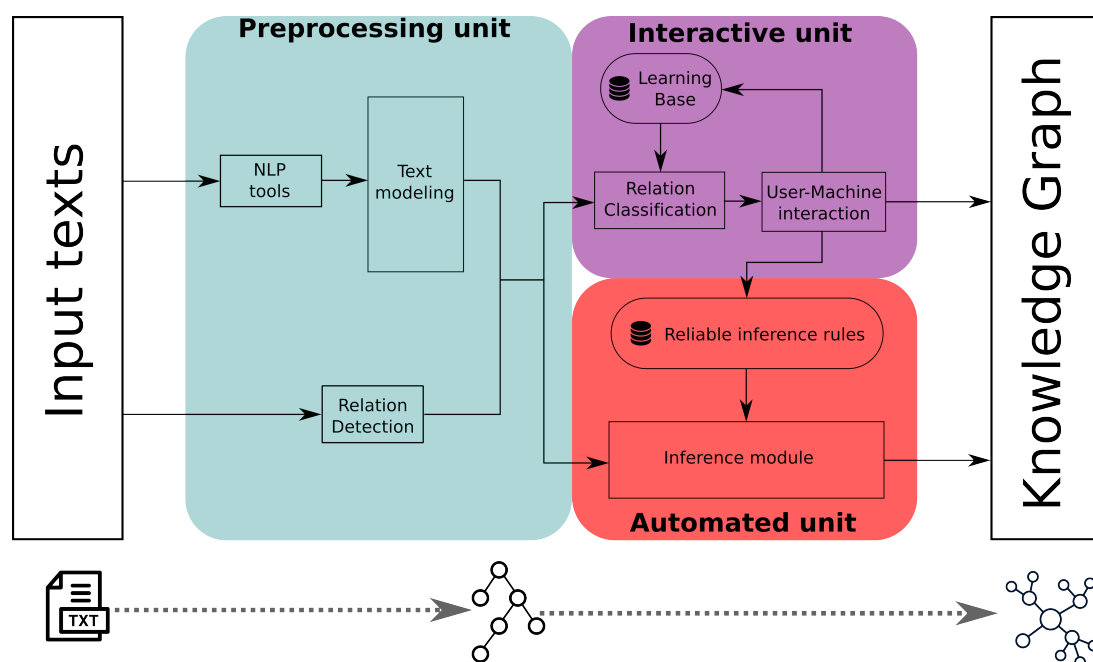 Input texts
Preprocessing unit
NLP
tools
Text
modeling
Relation
Detection
Interactive unit
Learning
Base
Relation
Classification
User-Machine
interaction
Reliable inference rules
Inference module
Automated unit
Knowledge Graph
TXT